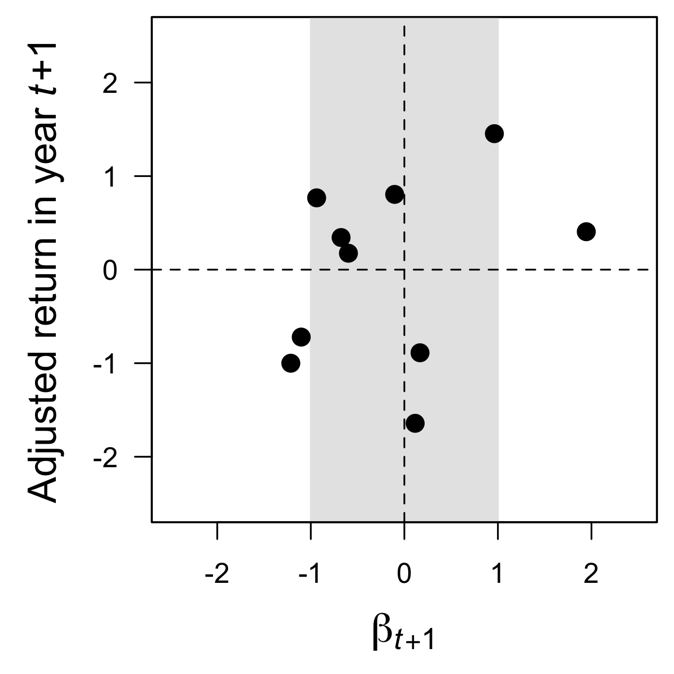 Adjusted return in year t+1
2
1
0
-1
-2
-2 -1 0 1 2
βt+1